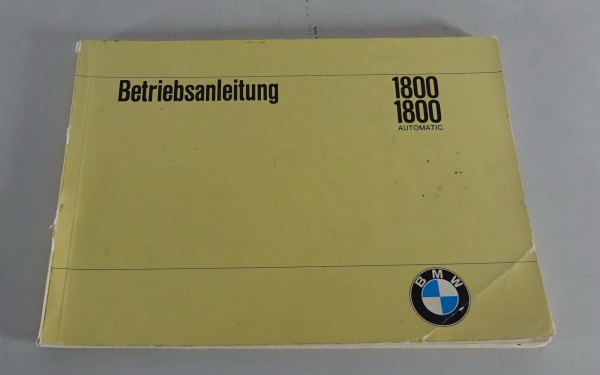 Betriebsanleitung
1800
1800
AUTOMATIC
BMW